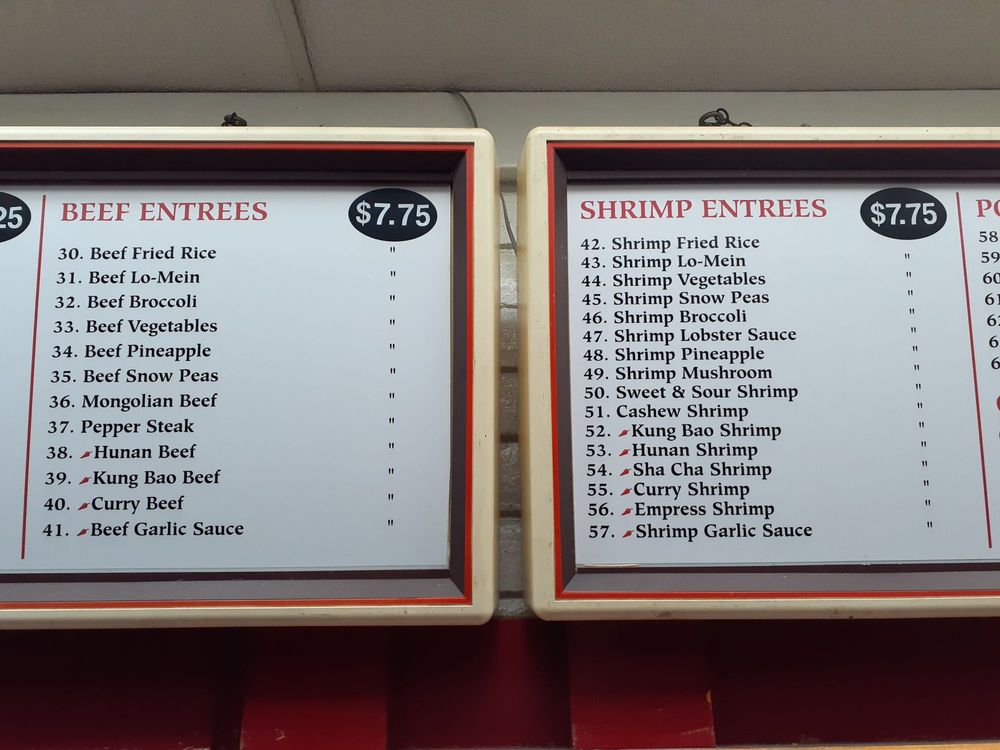 25
BEEF ENTREES $7.75
30. Beef Fried Rice "
31. Beef Lo-Mein "
32. Beef Broccoli "
33. Beef Vegetables "
34. Beef Pineapple "
35. Beef Snow Peas "
36. Mongolian Beef "
37. Pepper Steak "
38. Hunan Beef "
39. Kung Bao Beef "
40. Curry Beef "
41. Beef Garlic Sauce "
SHRIMP ENTREES $7.75
42. Shrimp Fried Rice
43. Shrimp Lo-Mein "
44. Shrimp Vegetables "
45. Shrimp Snow Peas "
46. Shrimp Broccoli "
47. Shrimp Lobster Sauce "
48. Shrimp Pineapple "
49. Shrimp Mushroom "
50. Sweet & Sour Shrimp "
51. Cashew Shrimp "
52. Kung Bao Shrimp "
53. Hunan Shrimp "
54. Sha Cha Shrimp "
55. Curry Shrimp "
56. Empress Shrimp "
57. Shrimp Garlic Sauce "
PO
58
59
60